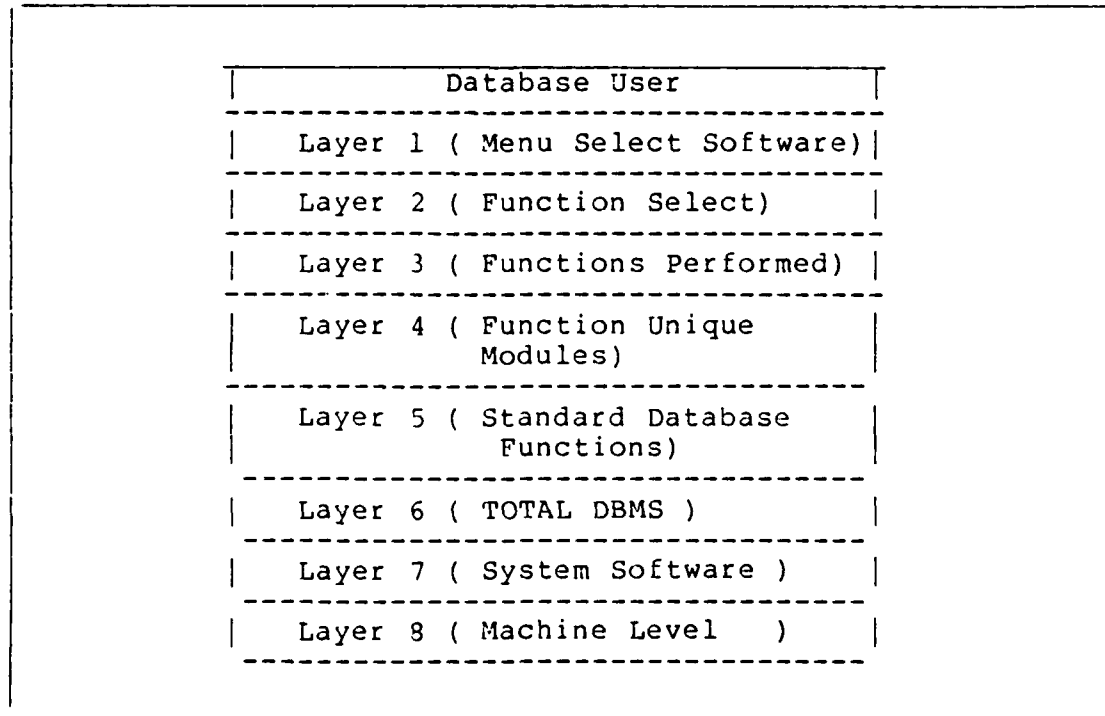 Database User
Layer 1 ( Menu Select Software)
Layer 2 ( Function Select)
Layer 3 ( Functions Performed)
Layer 4 ( Function Unique
Modules)
Layer 5 ( Standard Database
Functions)
Layer 6 ( TOTAL DBMS )
Layer 7 ( System Software )
Layer 8 ( Machine Level )